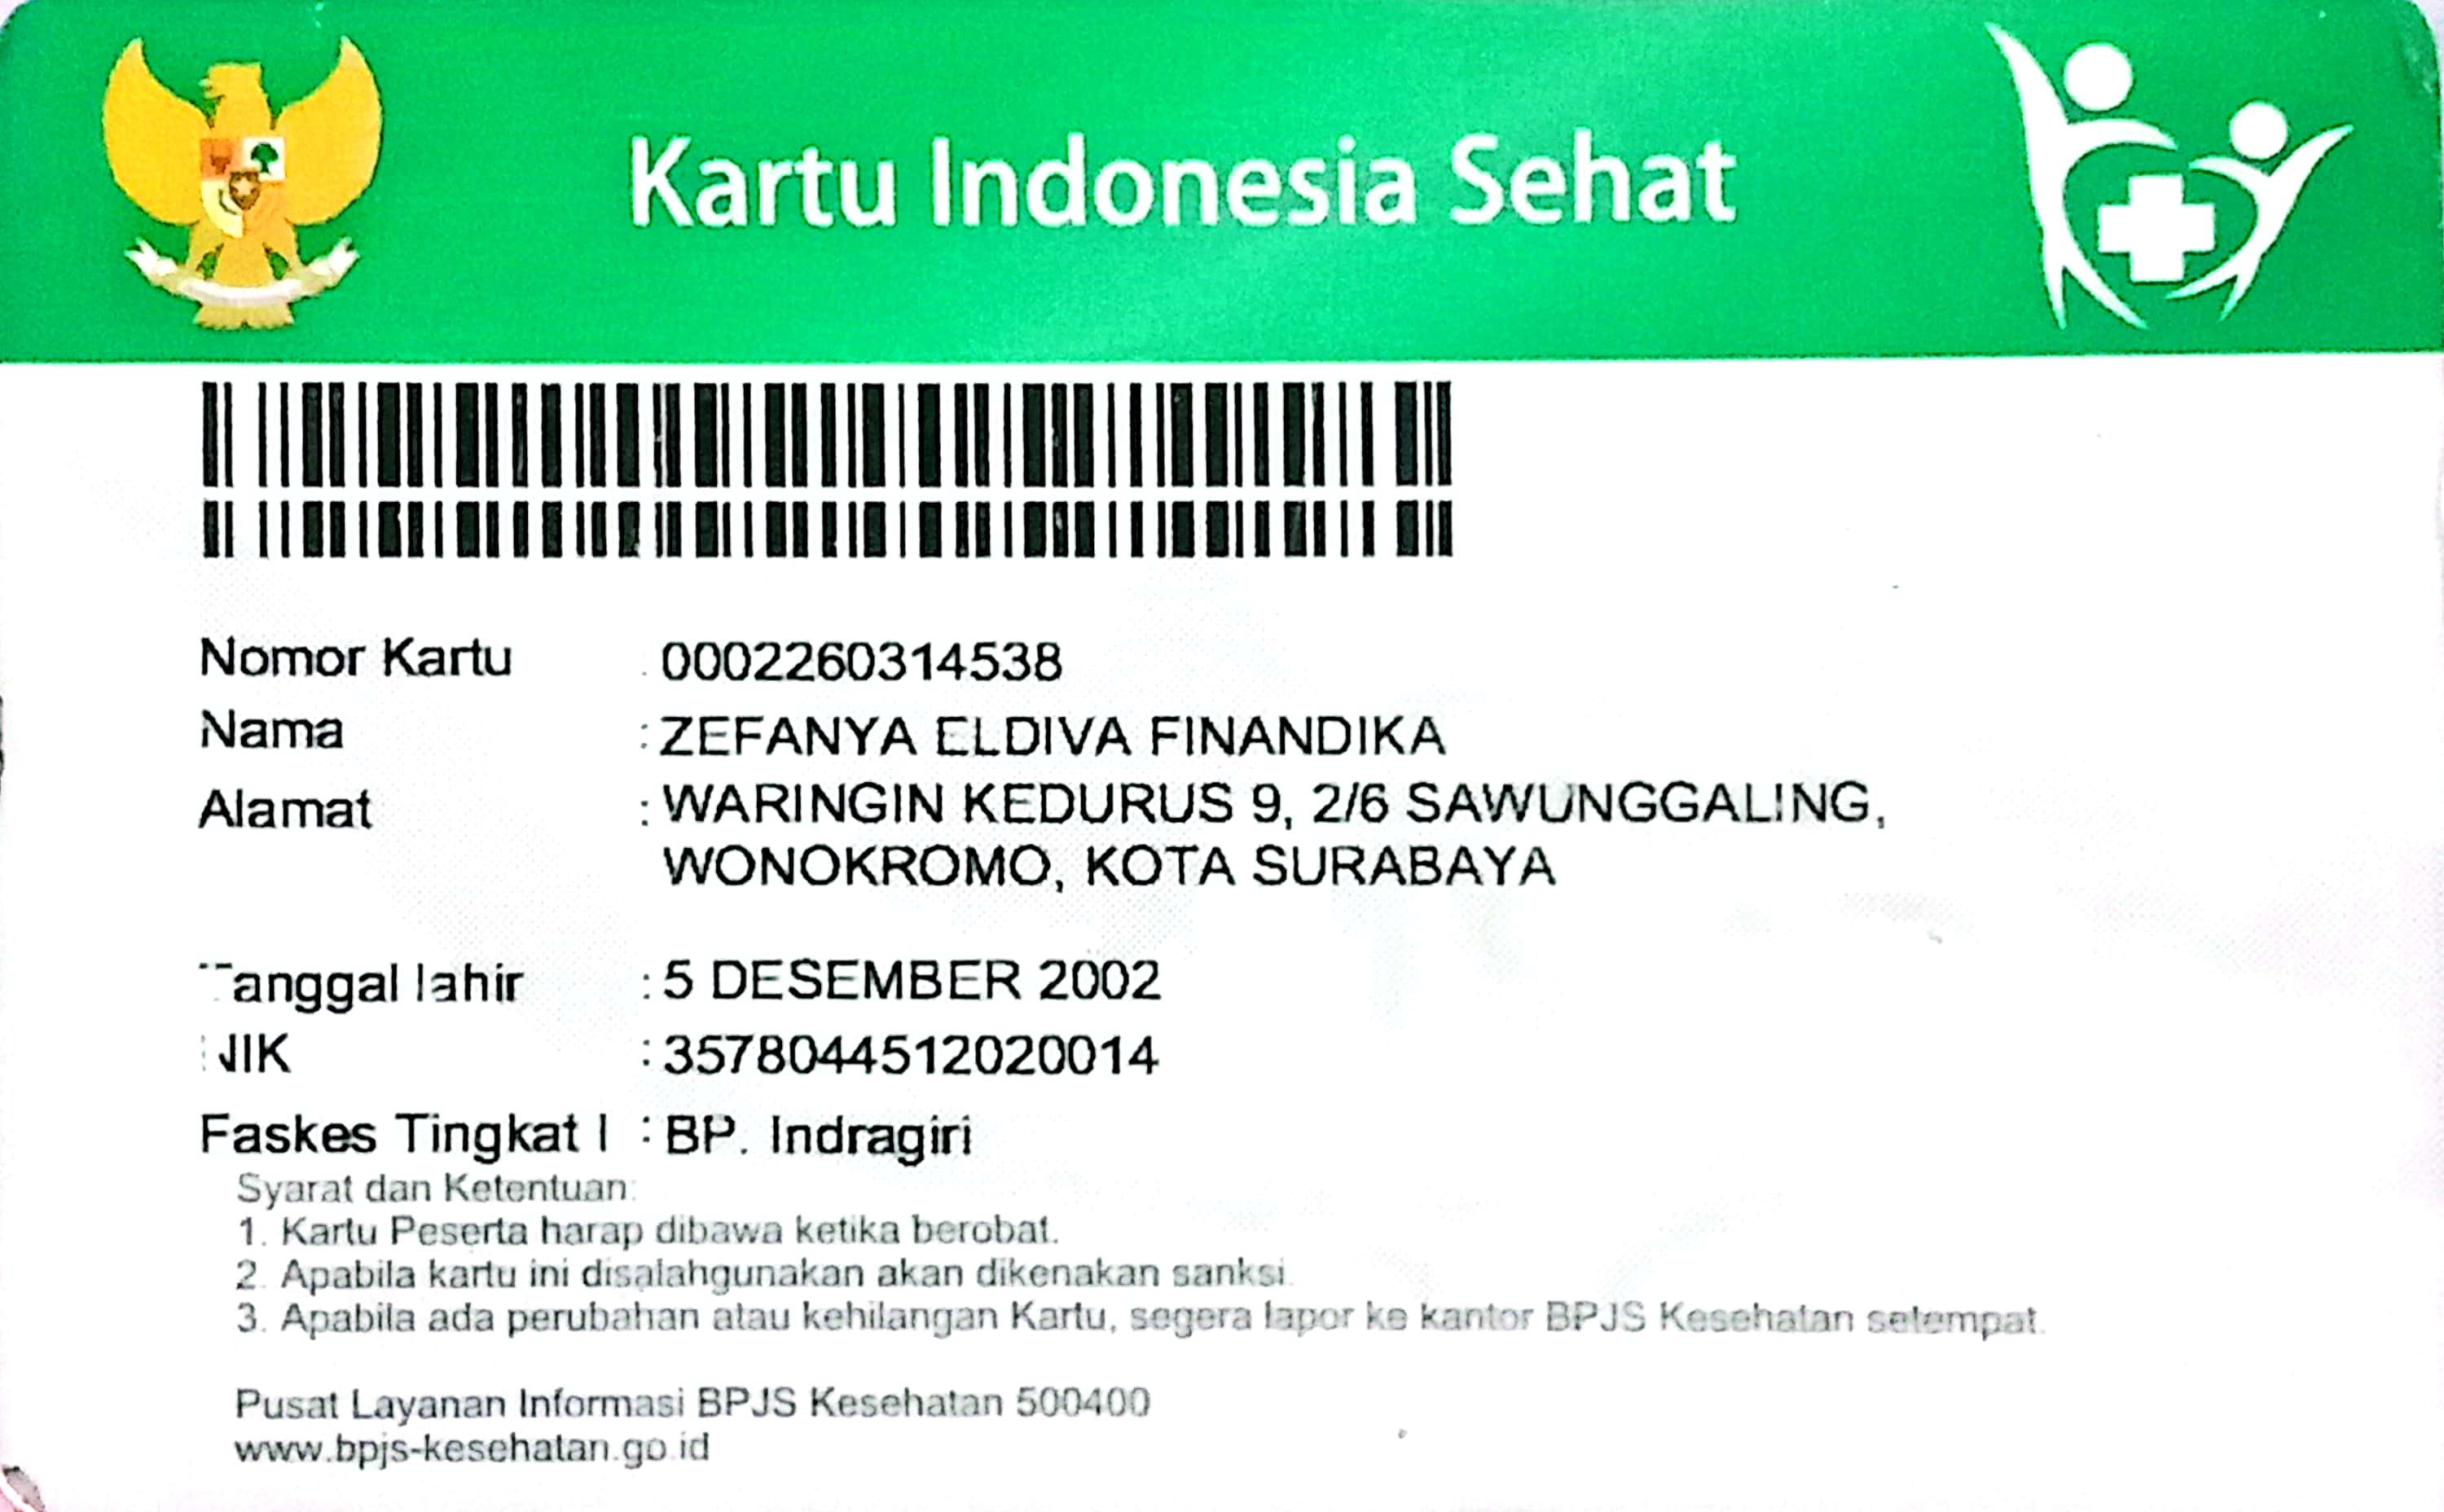 Kartu Indonesia Sehat
Nomor Kartu : 0002260314538
Nama : ZEFANYA ELDIVA FINANDIKA
Alamat : WARINGIN KEDURUS 9, 2/6 SAWUNGGALING,
WONOKROMO, KOTA SURABAYA
Tanggal lahir : 5 DESEMBER 2002
NIK : 3578044512020014
Faskes Tingkat I : BP. Indragiri
Syarat dan Ketentuan:
1. Kartu Peserta harap dibawa ketika berobat.
2. Apabila kartu ini disalahgunakan akan dikenakan sanksi.
3. Apabila ada perubahan atau kehilangan Kartu, segera lapor ke kantor BPJS Kesehatan setempat.
Pusat Layanan Informasi BPJS Kesehatan 500400
www.bpjs-kesehatan.go.id